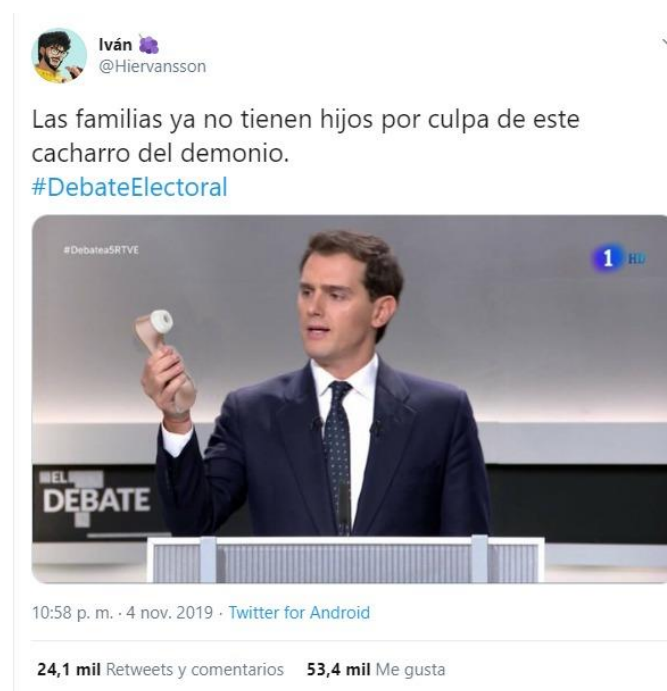 Iván
@Hiervansson
Las familias ya no tienen hijos por culpa de este
cacharro del demonio.
#DebateElectoral
#Debatea5RTVE
1 HD
EL
DEBATE
10:58 p. m. · 4 nov. 2019 · Twitter for Android
24,1 mil Retweets y comentarios 53,4 mil Me gusta